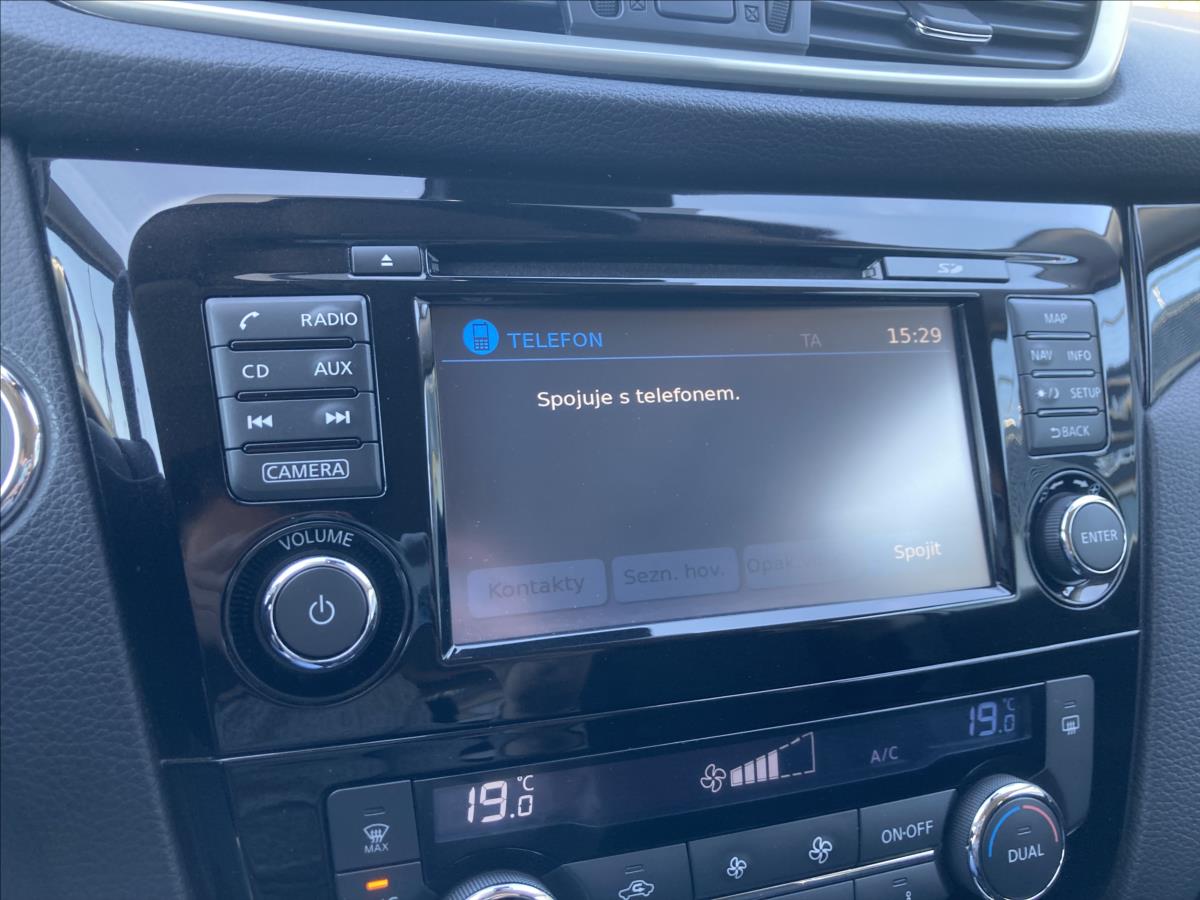 TELEFON TA 15:29
Spojuje s telefonem.
Kontakty Sezn. hov. Spojit
RADIO
CD AUX
CAMERA
VOLUME
SD
MAP
NAV INFO
SETUP
BACK
ENTER
19.0 °C A/C 19.0 °C
MAX
ON-OFF
DUAL